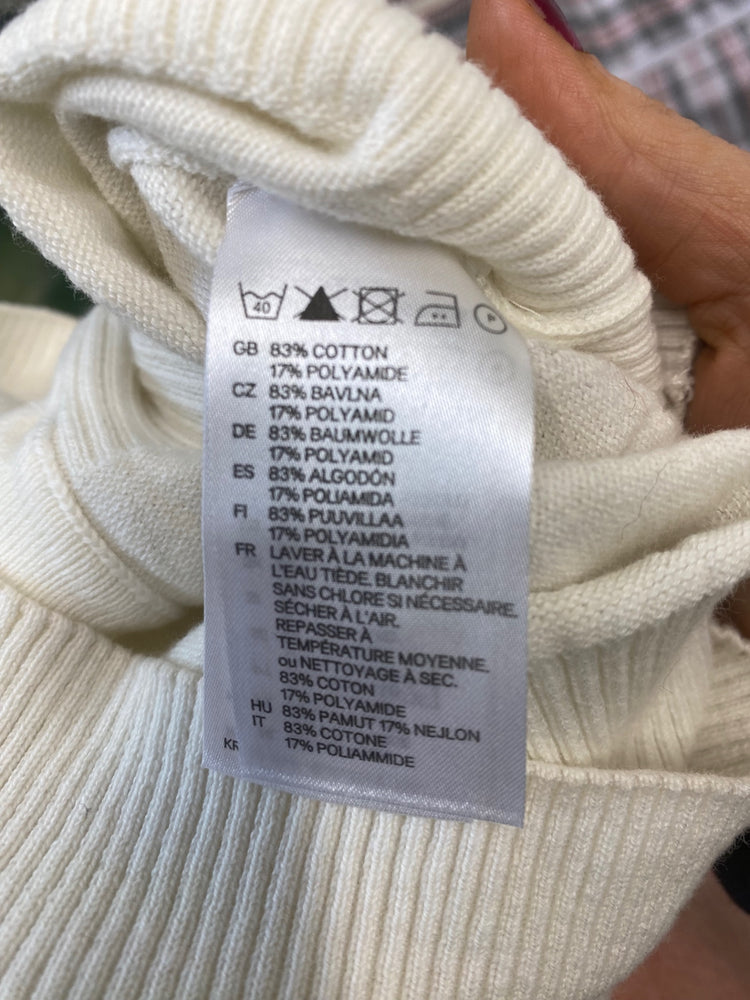 40
GB 83% COTTON
17% POLYAMIDE
CZ 83% BAVLNA
17% POLYAMID
DE 83% BAUMWOLLE
17% POLYAMID
ES 83% ALGODÓN
17% POLIAMIDA
FI 83% PUUVILLAA
17% POLYAMIDIA
FR LAVER À LA MACHINE À
L'EAU TIÈDE. BLANCHIR
SANS CHLORE SI NÉCESSAIRE.
SÉCHER À L'AIR.
REPASSER À
TEMPÉRATURE MOYENNE.
ou NETTOYAGE À SEC.
83% COTON
17% POLYAMIDE
HU 83% PAMUT 17% NEJLON
IT 83% COTONE
17% POLIAMMIDE